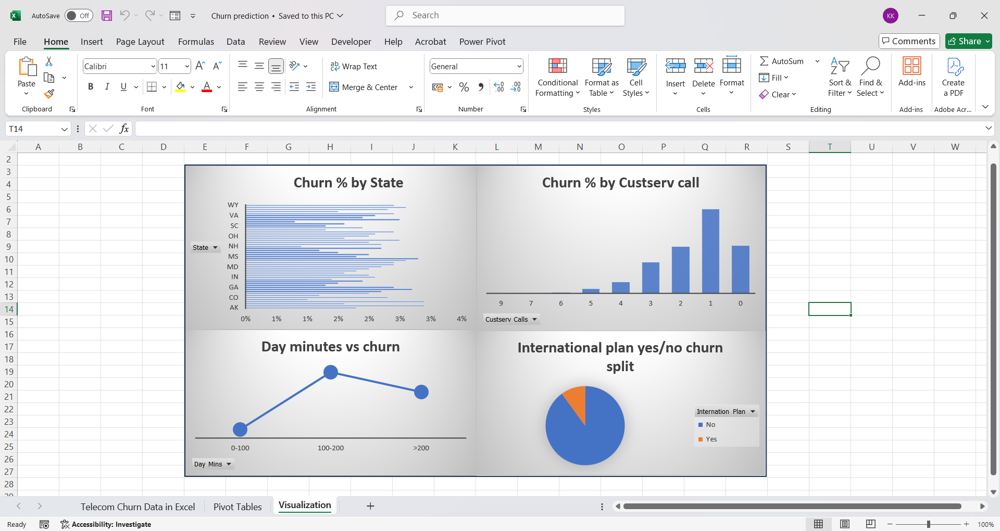 AutoSave Off Churn prediction • Saved to this PC Search KK
File Home Insert Page Layout Formulas Data Review View Developer Help Acrobat Power Pivot Comments Share
Paste
Clipboard
Calibri 11
B I U A
Font
ab Wrap Text
Merge & Center
Alignment
General
% 9 .00 .00
Number
Conditional Formatting
Format as Table
Cell Styles
Styles
Insert Delete Format
Cells
AutoSum
Fill
Clear
Sort & Filter
Find & Select
Editing
Add-ins
Add-ins
Create a PDF
Adobe Acr...
T14 fx
A B C D E F G H I J K L M N O P Q R S T U V W
2
3
4
5
6
7
8
9
10
11
12
13
14
15
16
17
18
19
20
21
22
23
24
25
26
27
28
29
Churn % by State
State
WY
VA
SC
OH
NH
MS
MD
IN
GA
CO
AK
0% 1% 1% 2% 2% 3% 3% 4%
Churn % by Custserv call
9 7 6 5 4 3 2 1 0
Custserv Calls
Day minutes vs churn
0-100 100-200 >200
Day Mins
International plan yes/no churn
split
Internation Plan
No
Yes
Telecom Churn Data in Excel Pivot Tables Visualization
Ready Accessibility: Investigate 100%